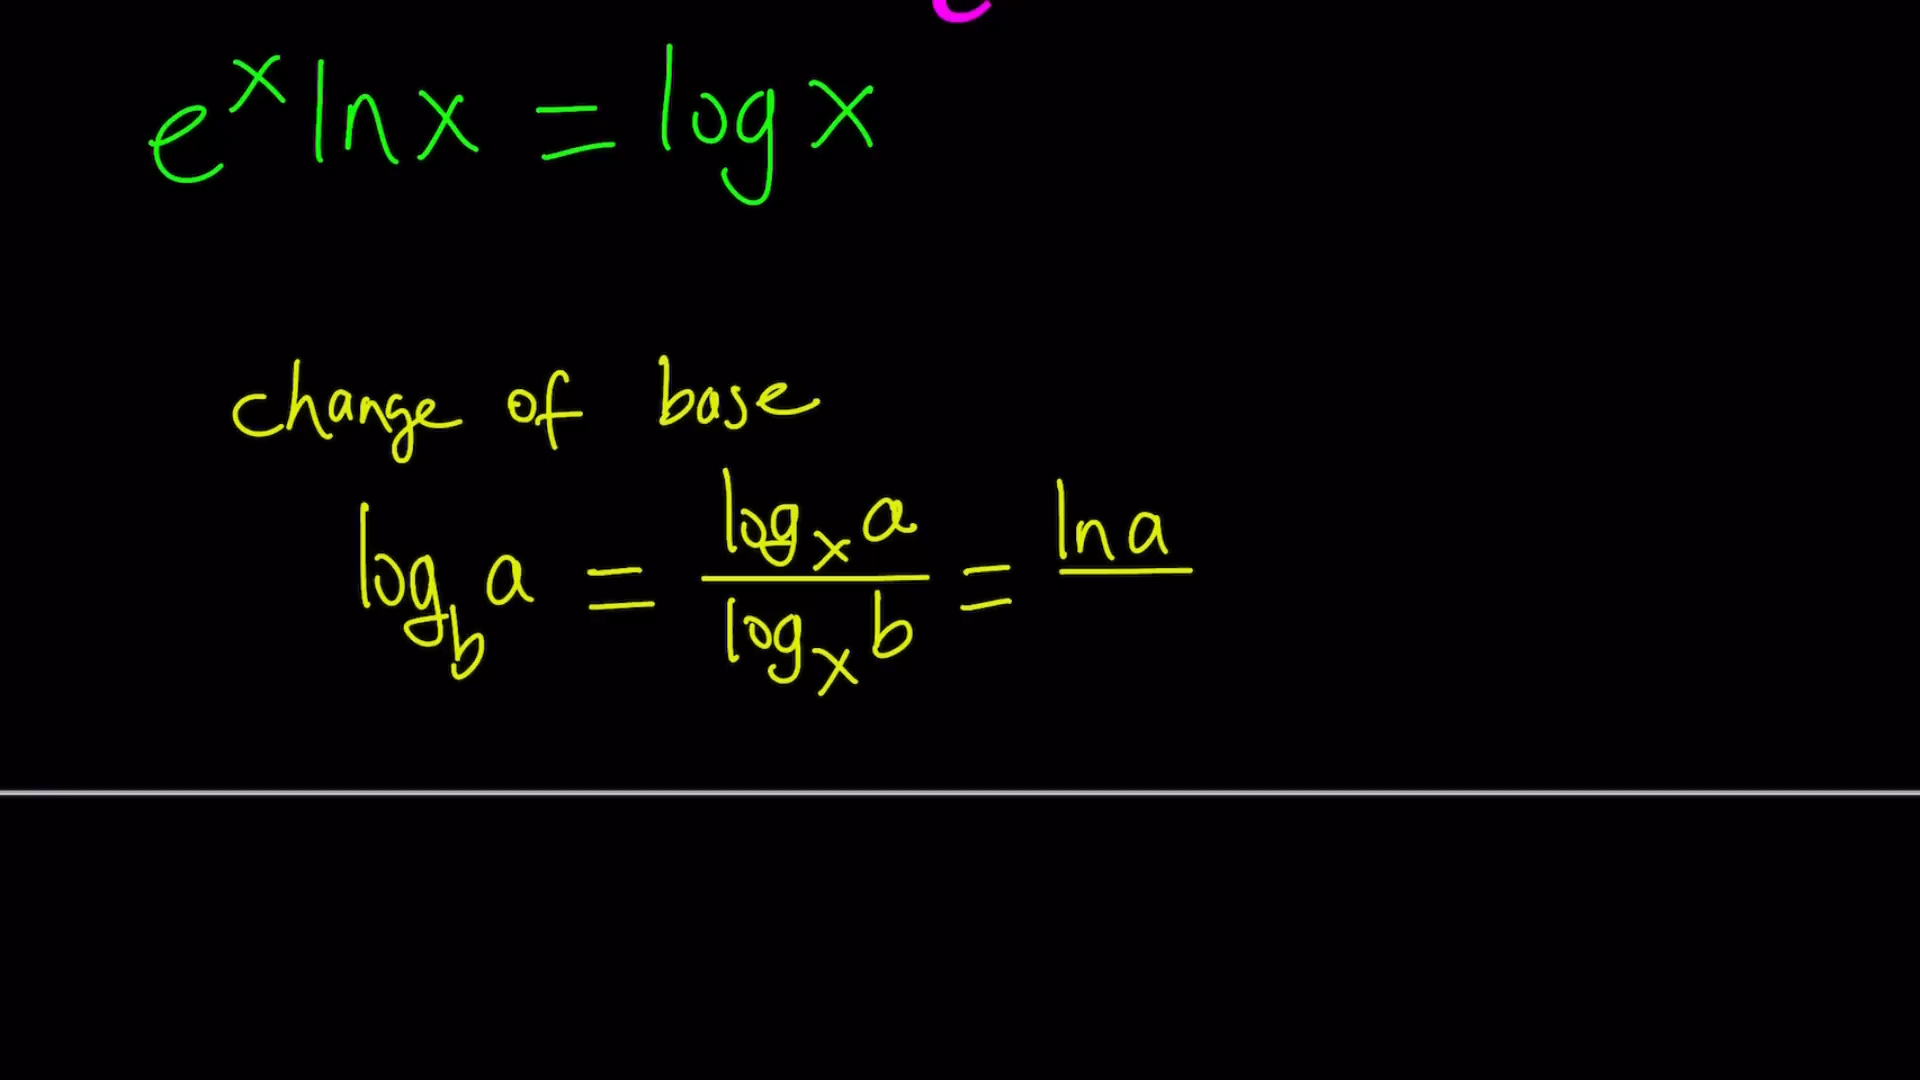 e^x ln x = log x
change of base
log_b a = (log_x a)/(log_x b) = (ln a)/